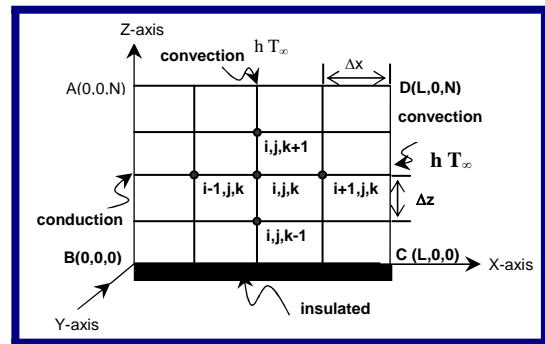 Z-axis
convection h T∞
Δx
A(0,0,N)
D(L,0,N)
convection
i,j,k+1
h T∞
i-1,j,k
i,j,k
i+1,j,k
Δz
conduction
i,j,k-1
B(0,0,0)
C (L,0,0)
X-axis
insulated
Y-axis